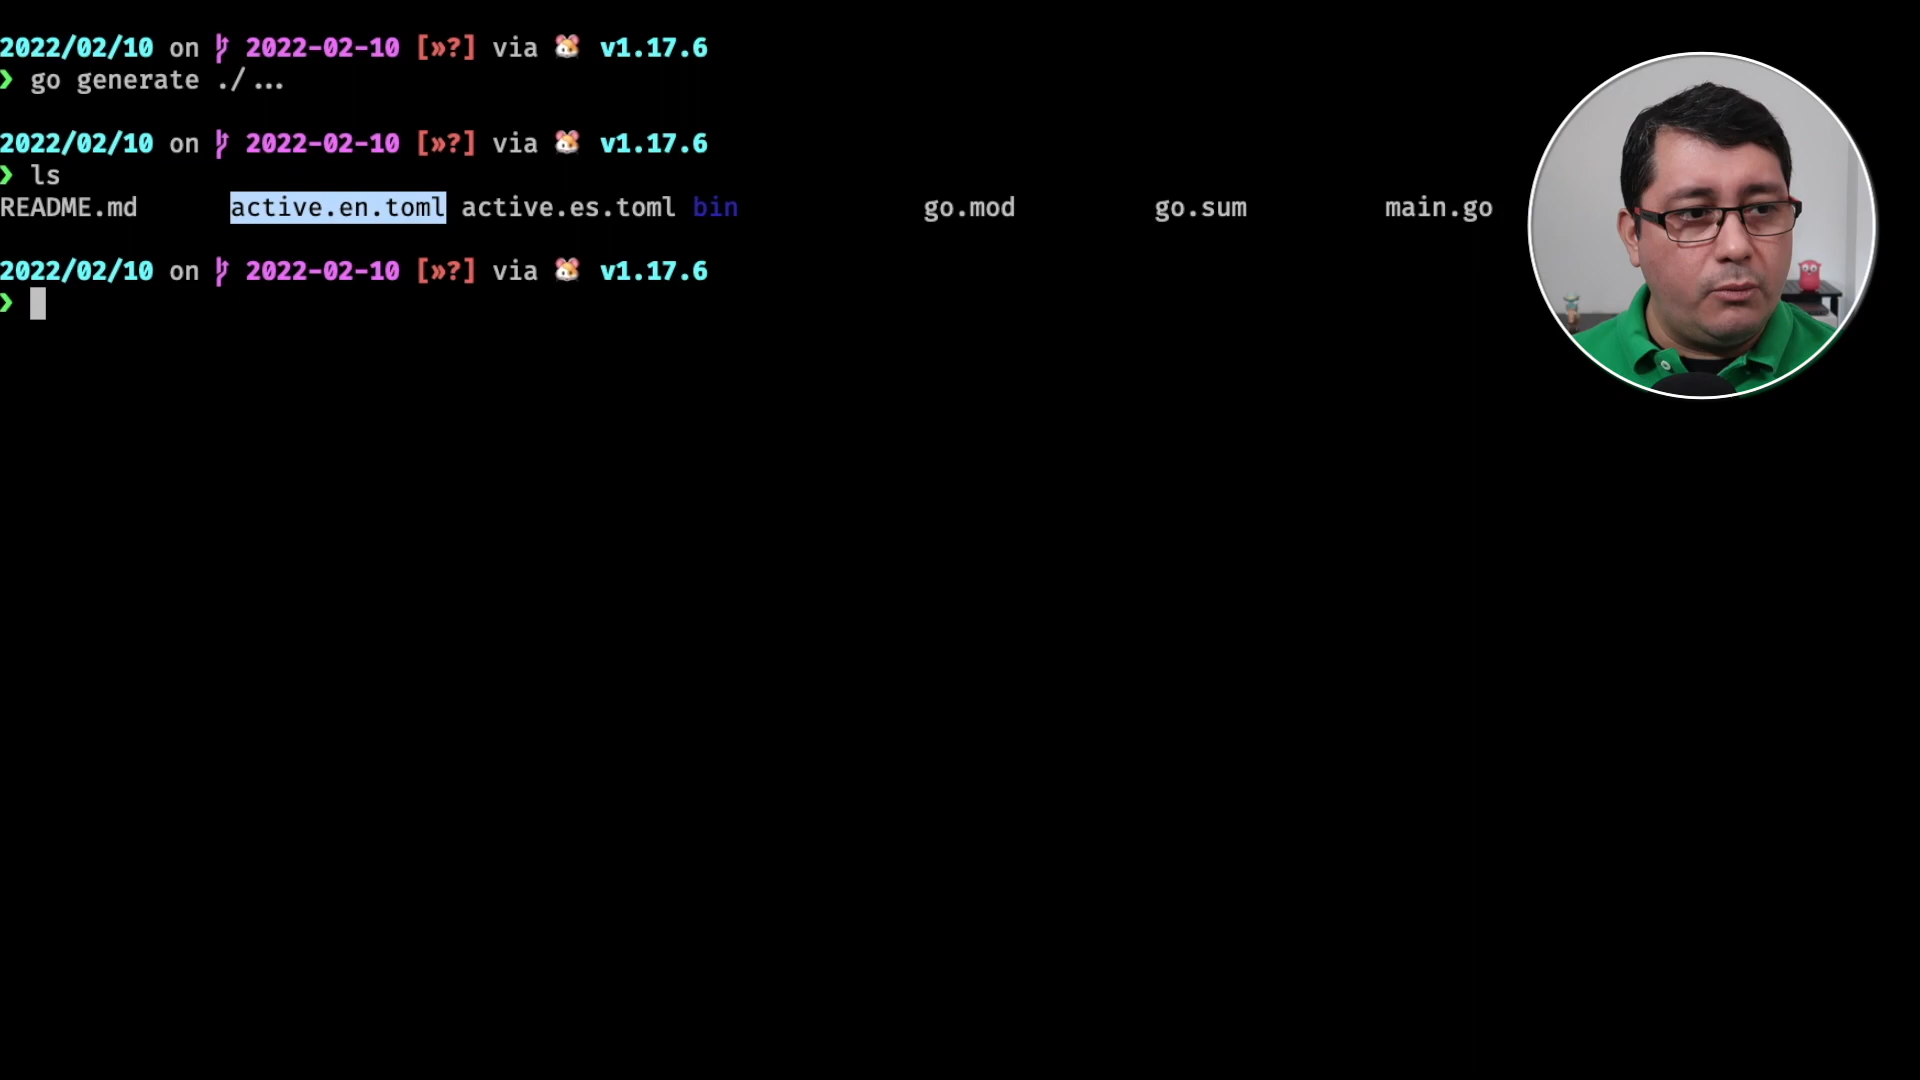 2022/02/10 on 2022-02-10 [»?] via 🐹 v1.17.6
❯ go generate ./...
2022/02/10 on 2022-02-10 [»?] via 🐹 v1.17.6
❯ ls
README.md active.en.toml active.es.toml bin go.mod go.sum main.go
2022/02/10 on 2022-02-10 [»?] via 🐹 v1.17.6
❯